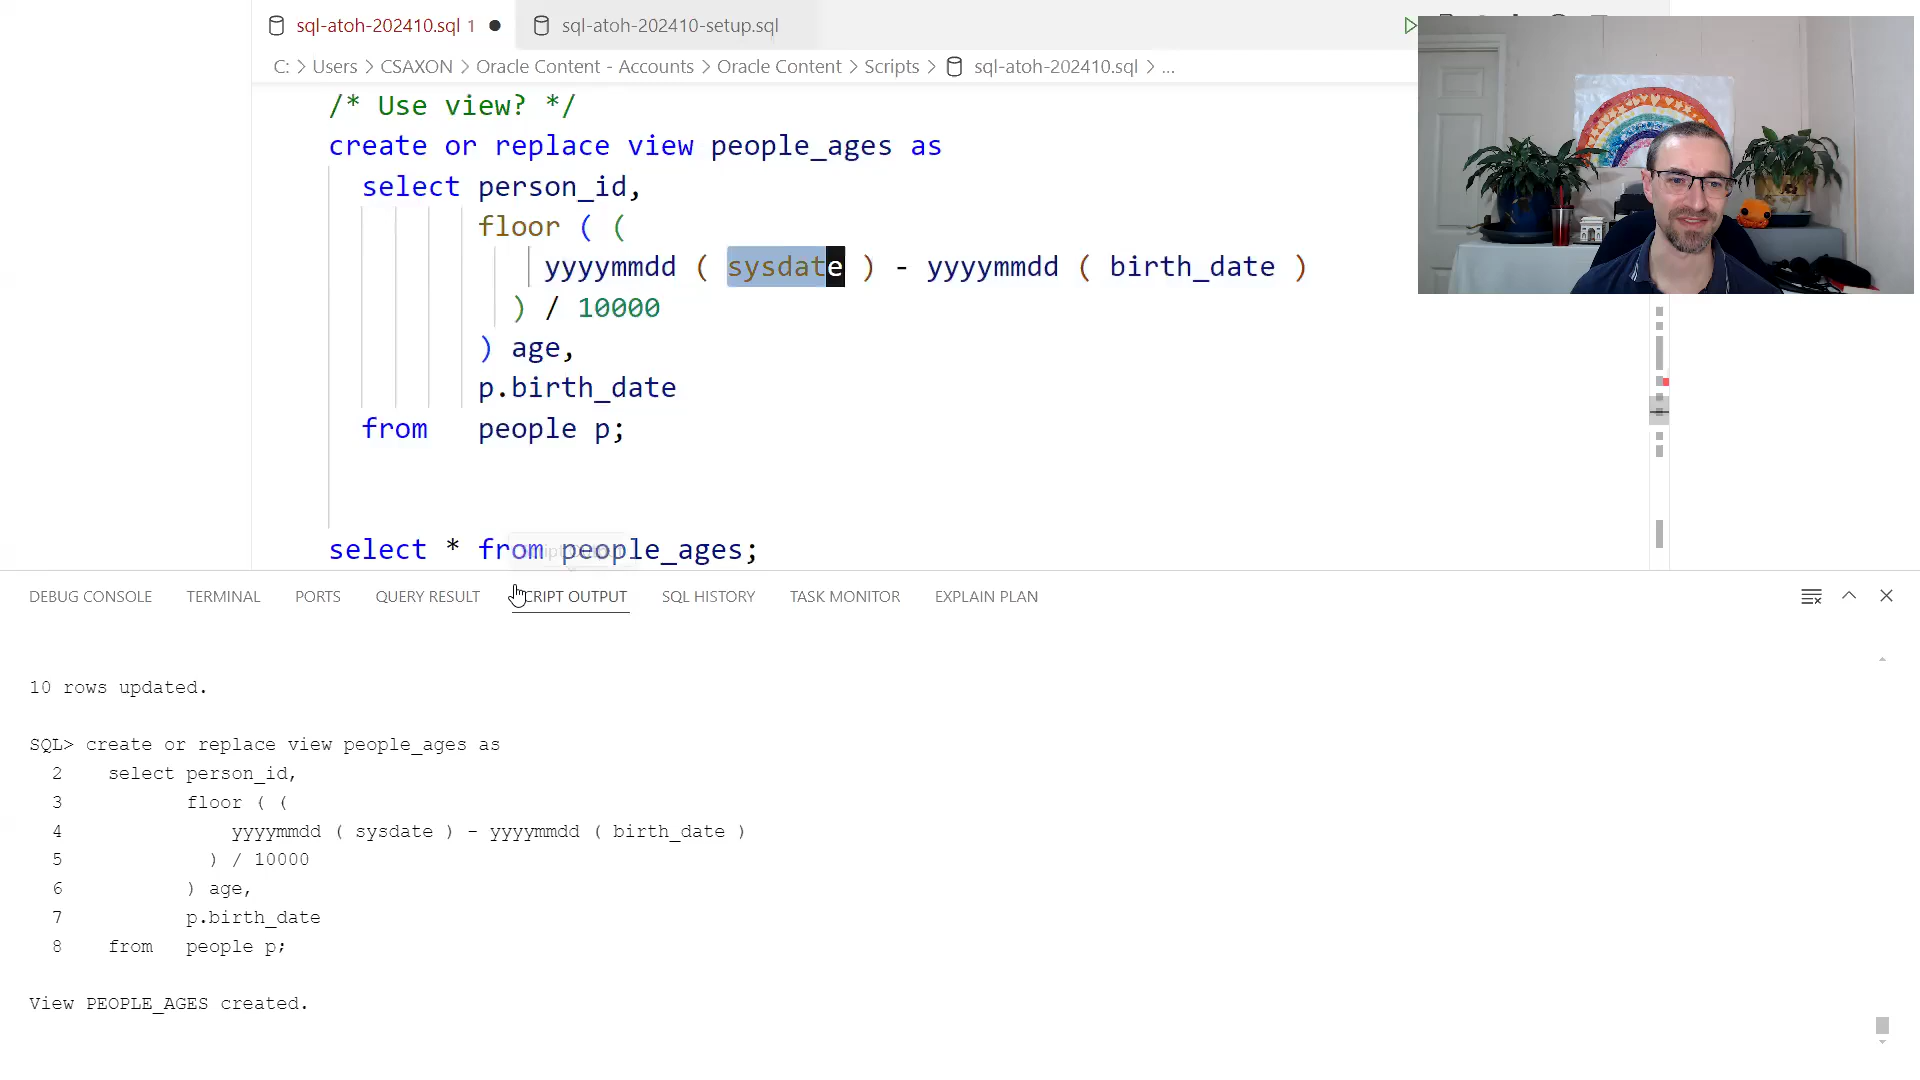 sql-atoh-202410.sql 1
sql-atoh-202410-setup.sql
C: > Users > CSAXON > Oracle Content - Accounts > Oracle Content > Scripts > sql-atoh-202410.sql > ...
/* Use view? */
create or replace view people_ages as
select person_id,
floor ( (
yyyymmdd ( sysdate ) - yyyymmdd ( birth_date )
) / 10000
) age,
p.birth_date
from people p;
select * from people_ages;
DEBUG CONSOLE TERMINAL PORTS QUERY RESULT SCRIPT OUTPUT SQL HISTORY TASK MONITOR EXPLAIN PLAN
10 rows updated.
SQL> create or replace view people_ages as
2 select person_id,
3 floor ( (
4 yyyymmdd ( sysdate ) - yyyymmdd ( birth_date )
5 ) / 10000
6 ) age,
7 p.birth_date
8 from people p;
View PEOPLE_AGES created.